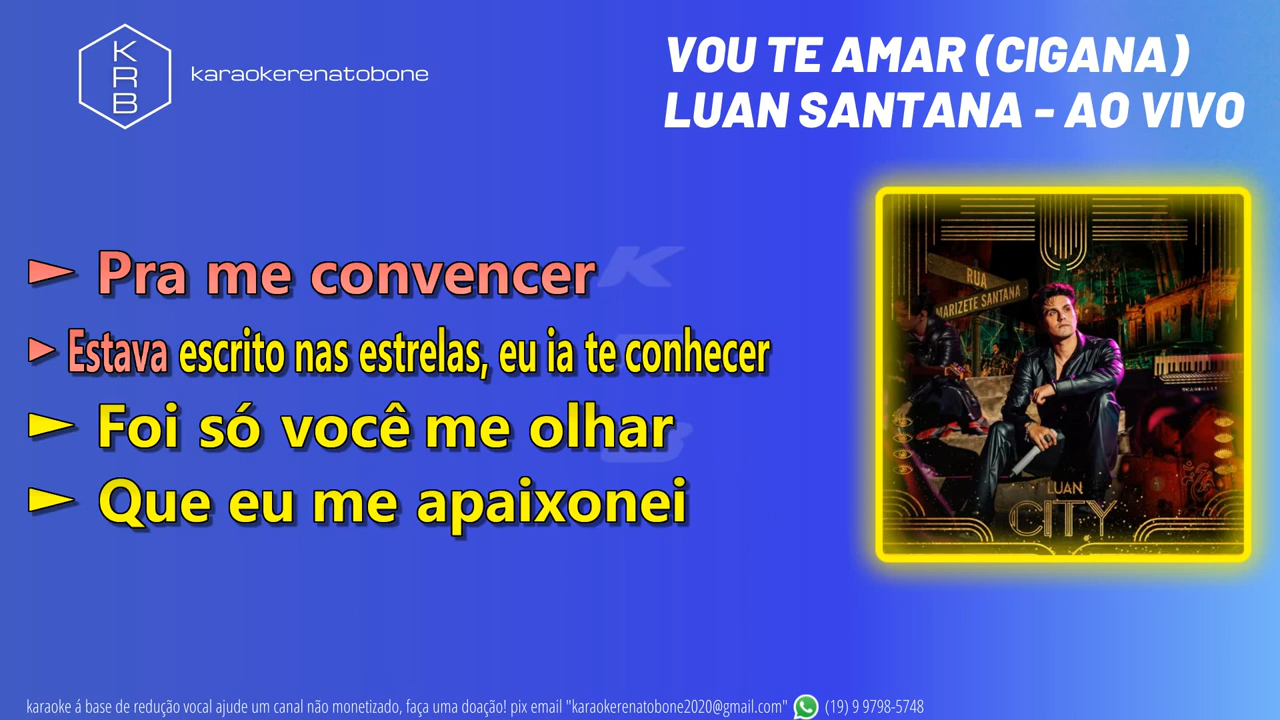 KRB
karaokerenatobone
VOU TE AMAR (CIGANA)
LUAN SANTANA - AO VIVO
Pra me convencer
Estava escrito nas estrelas, eu ia te conhecer
Foi só você me olhar
Que eu me apaixonei
RUA
MARIZETE SANTANA
LUAN
CITY
karaoke á base de redução vocal ajude um canal não monetizado, faça uma doação! pix email "karaokerenatobone2020@gmail.com" (19) 9 9798-5748